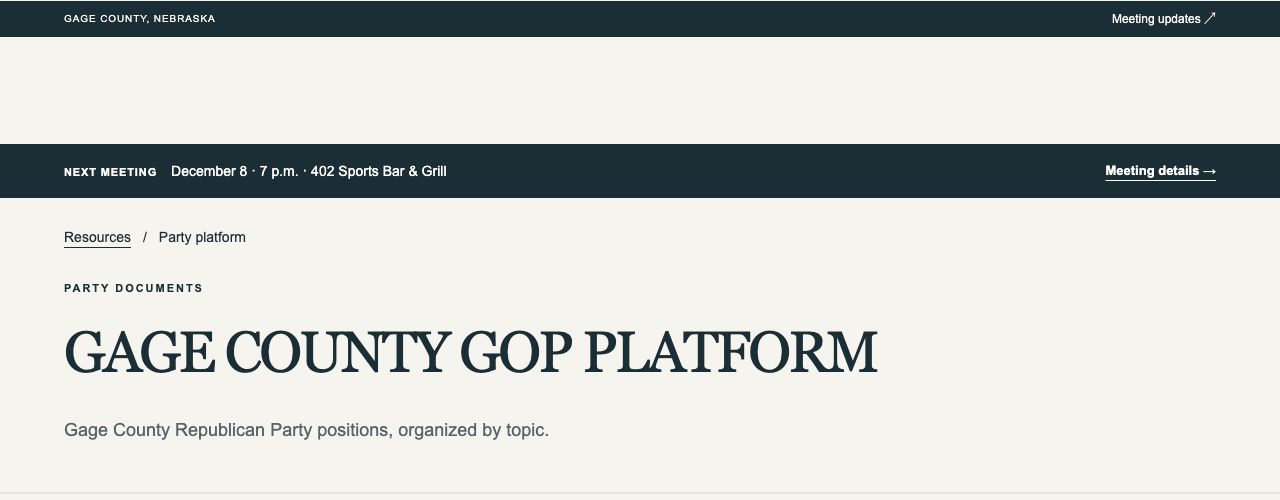 GAGE COUNTY, NEBRASKA
Meeting updates ↗
NEXT MEETING December 8 · 7 p.m. · 402 Sports Bar & Grill
Meeting details →
Resources / Party platform
PARTY DOCUMENTS
GAGE COUNTY GOP PLATFORM
Gage County Republican Party positions, organized by topic.